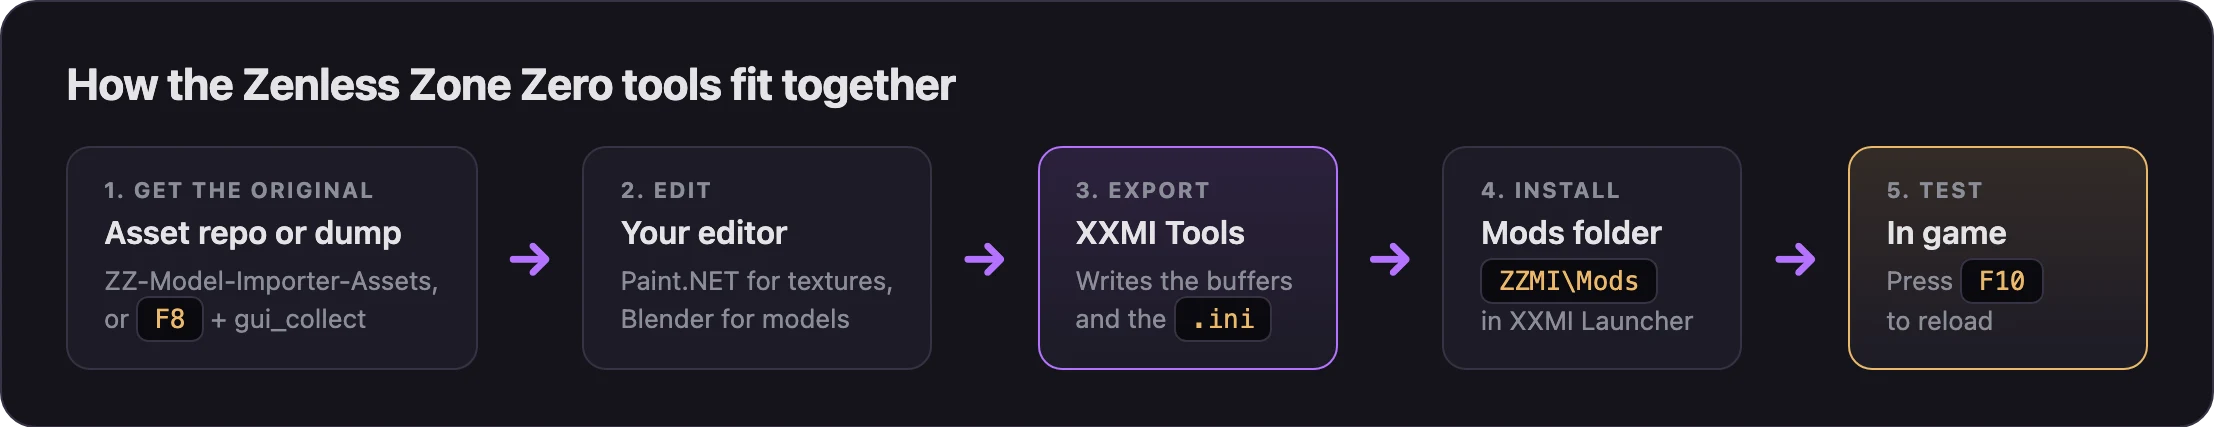 How the Zenless Zone Zero tools fit together
1. GET THE ORIGINAL
Asset repo or dump
ZZ-Model-Importer-Assets,
or F8 + gui_collect
2. EDIT
Your editor
Paint.NET for textures,
Blender for models
3. EXPORT
XXMI Tools
Writes the buffers
and the .ini
4. INSTALL
Mods folder
ZZMI\Mods
in XXMI Launcher
5. TEST
In game
Press F10
to reload